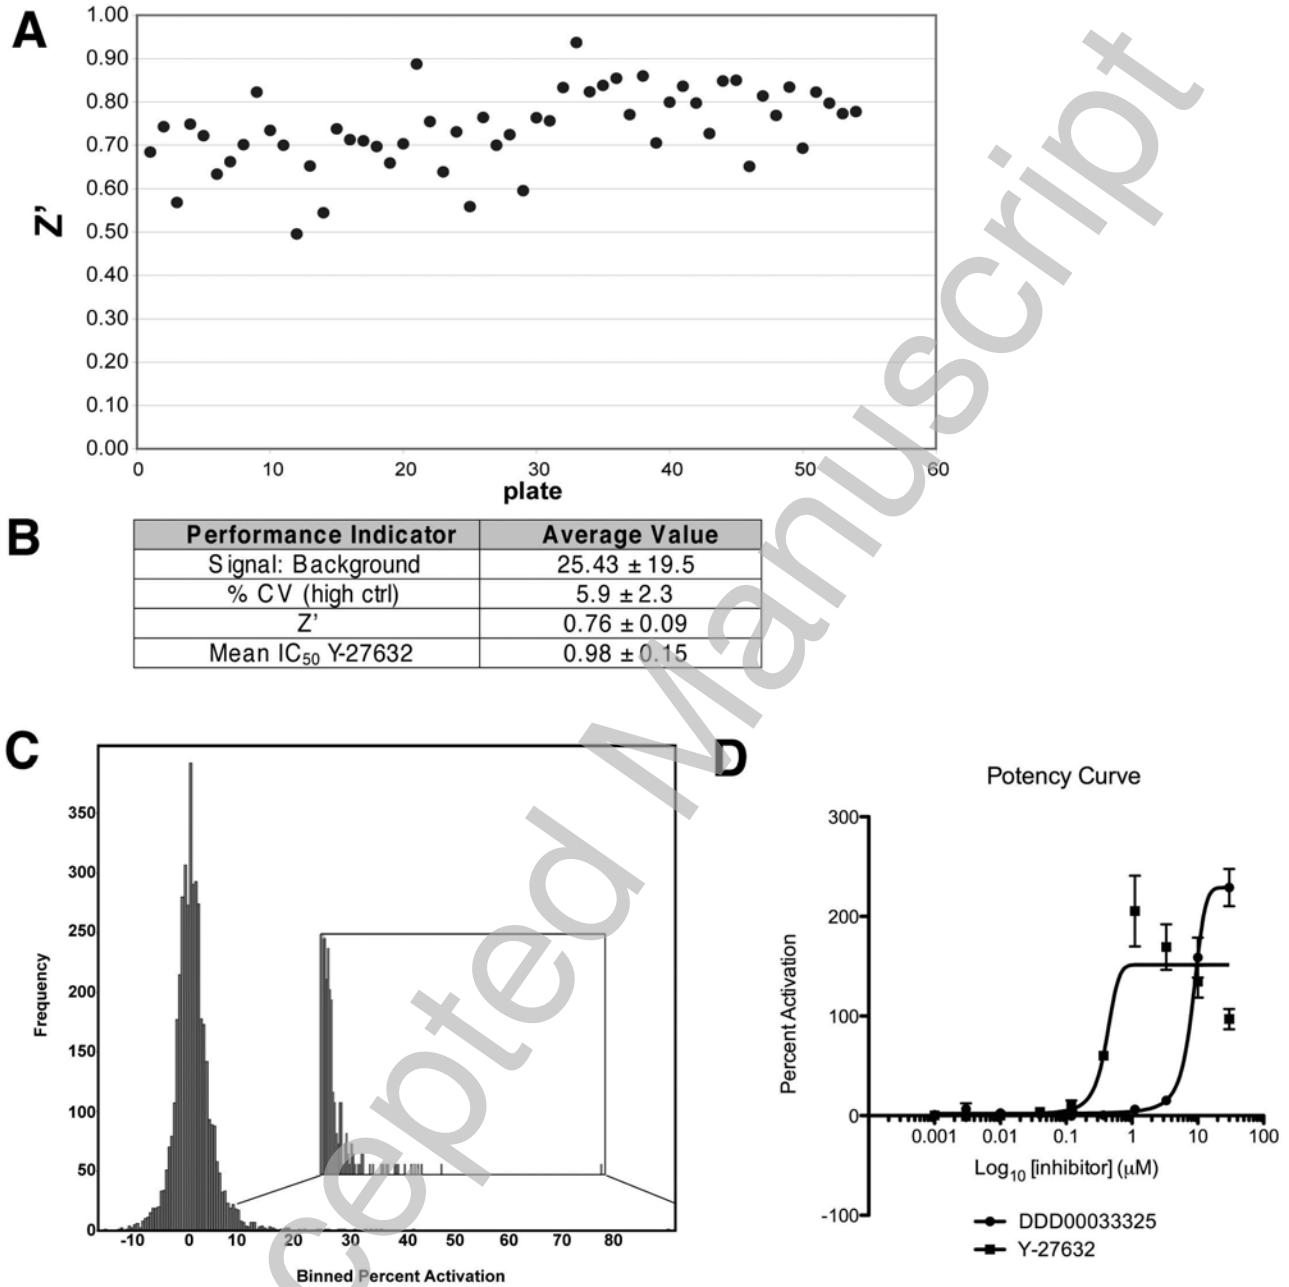 A
1.00
0.90
0.80
0.70
0.60
0.50
0.40
0.30
0.20
0.10
0.00
Z'
0 10 20 30 40 50 60
plate
B
Performance Indicator Average Value
Signal: Background 25.43 ± 19.5
% CV (high ctrl) 5.9 ± 2.3
Z' 0.76 ± 0.09
Mean IC50 Y-27632 0.98 ± 0.15
C
350
300
250
200
150
100
50
0
Frequency
-10 0 10 20 30 40 50 60 70 80
Binned Percent Activation
D
Potency Curve
300
200
100
0
-100
Percent Activation
0.001 0.01 0.1 1 10 100
Log10 [inhibitor] (μM)
DDD00033325
Y-27632
cepted Manuscript